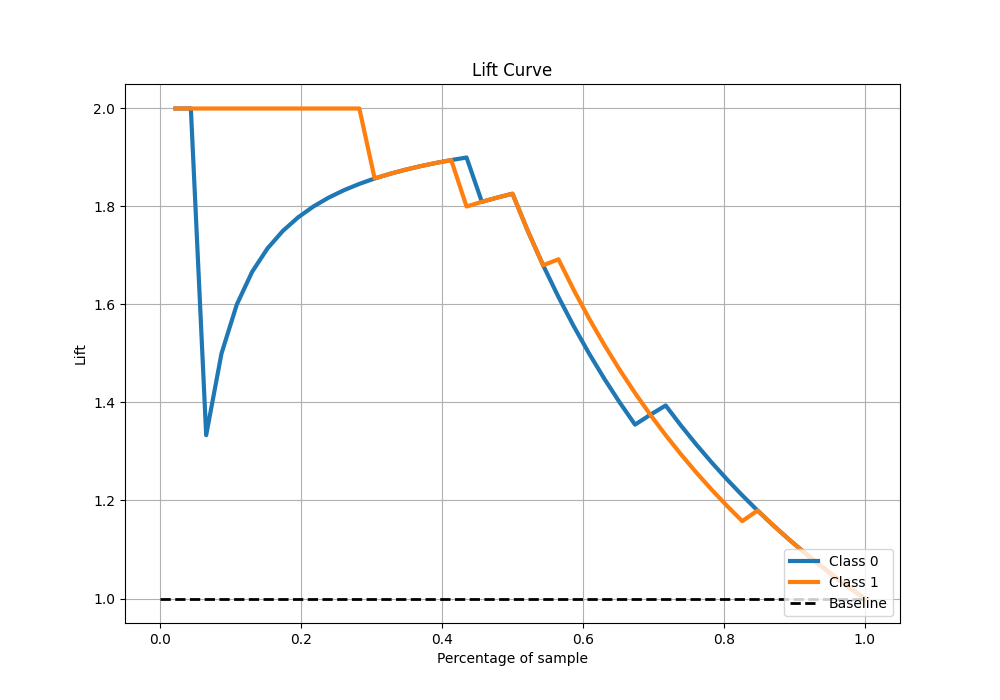 Lift Curve
2.0
1.8
1.6
1.4
1.2
1.0
Lift
0.0 0.2 0.4 0.6 0.8 1.0
Percentage of sample
Class 0
Class 1
Baseline